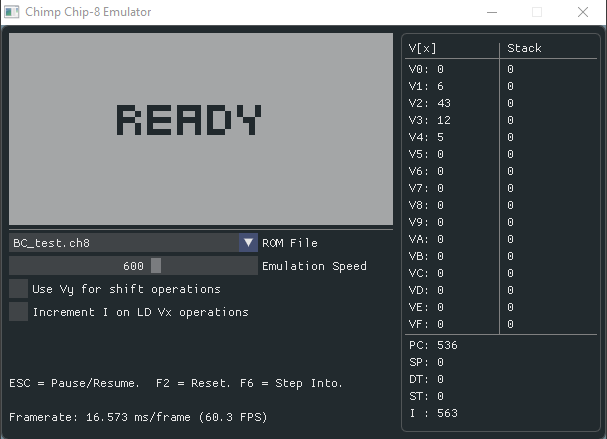 Chimp Chip-8 Emulator
READY
BC_test.ch8 ROM File
600 Emulation Speed
Use Vy for shift operations
Increment I on LD Vx operations
ESC = Pause/Resume. F2 = Reset. F6 = Step Into.
Framerate: 16.573 ms/frame (60.3 FPS)
V[x] Stack
V0: 0 0
V1: 6 0
V2: 43 0
V3: 12 0
V4: 5 0
V5: 0 0
V6: 0 0
V7: 0 0
V8: 0 0
V9: 0 0
VA: 0 0
VB: 0 0
VC: 0 0
VD: 0 0
VE: 0 0
VF: 0 0
PC: 536
SP: 0
DT: 0
ST: 0
I : 563